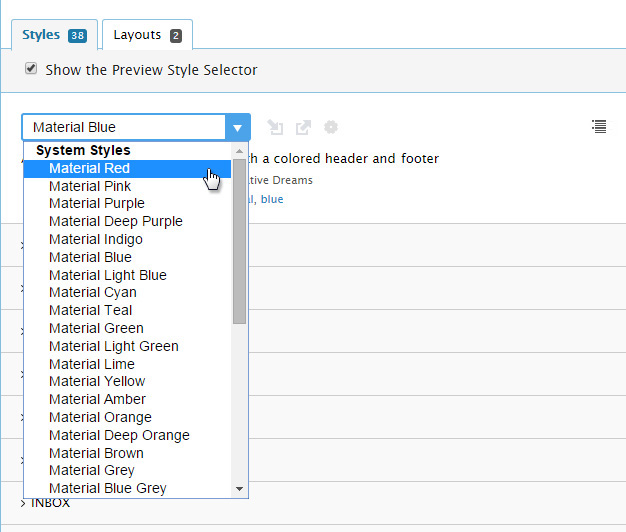 Styles 38 Layouts 2
Show the Preview Style Selector
Material Blue
System Styles
h a colored header and footer
Material Red
Material Pink
tive Dreams
Material Purple
blue
Material Deep Purple
Material Indigo
Material Blue
Material Light Blue
Material Cyan
Material Teal
Material Green
Material Light Green
Material Lime
Material Yellow
Material Amber
Material Orange
Material Deep Orange
Material Brown
Material Grey
Material Blue Grey
> INBOX